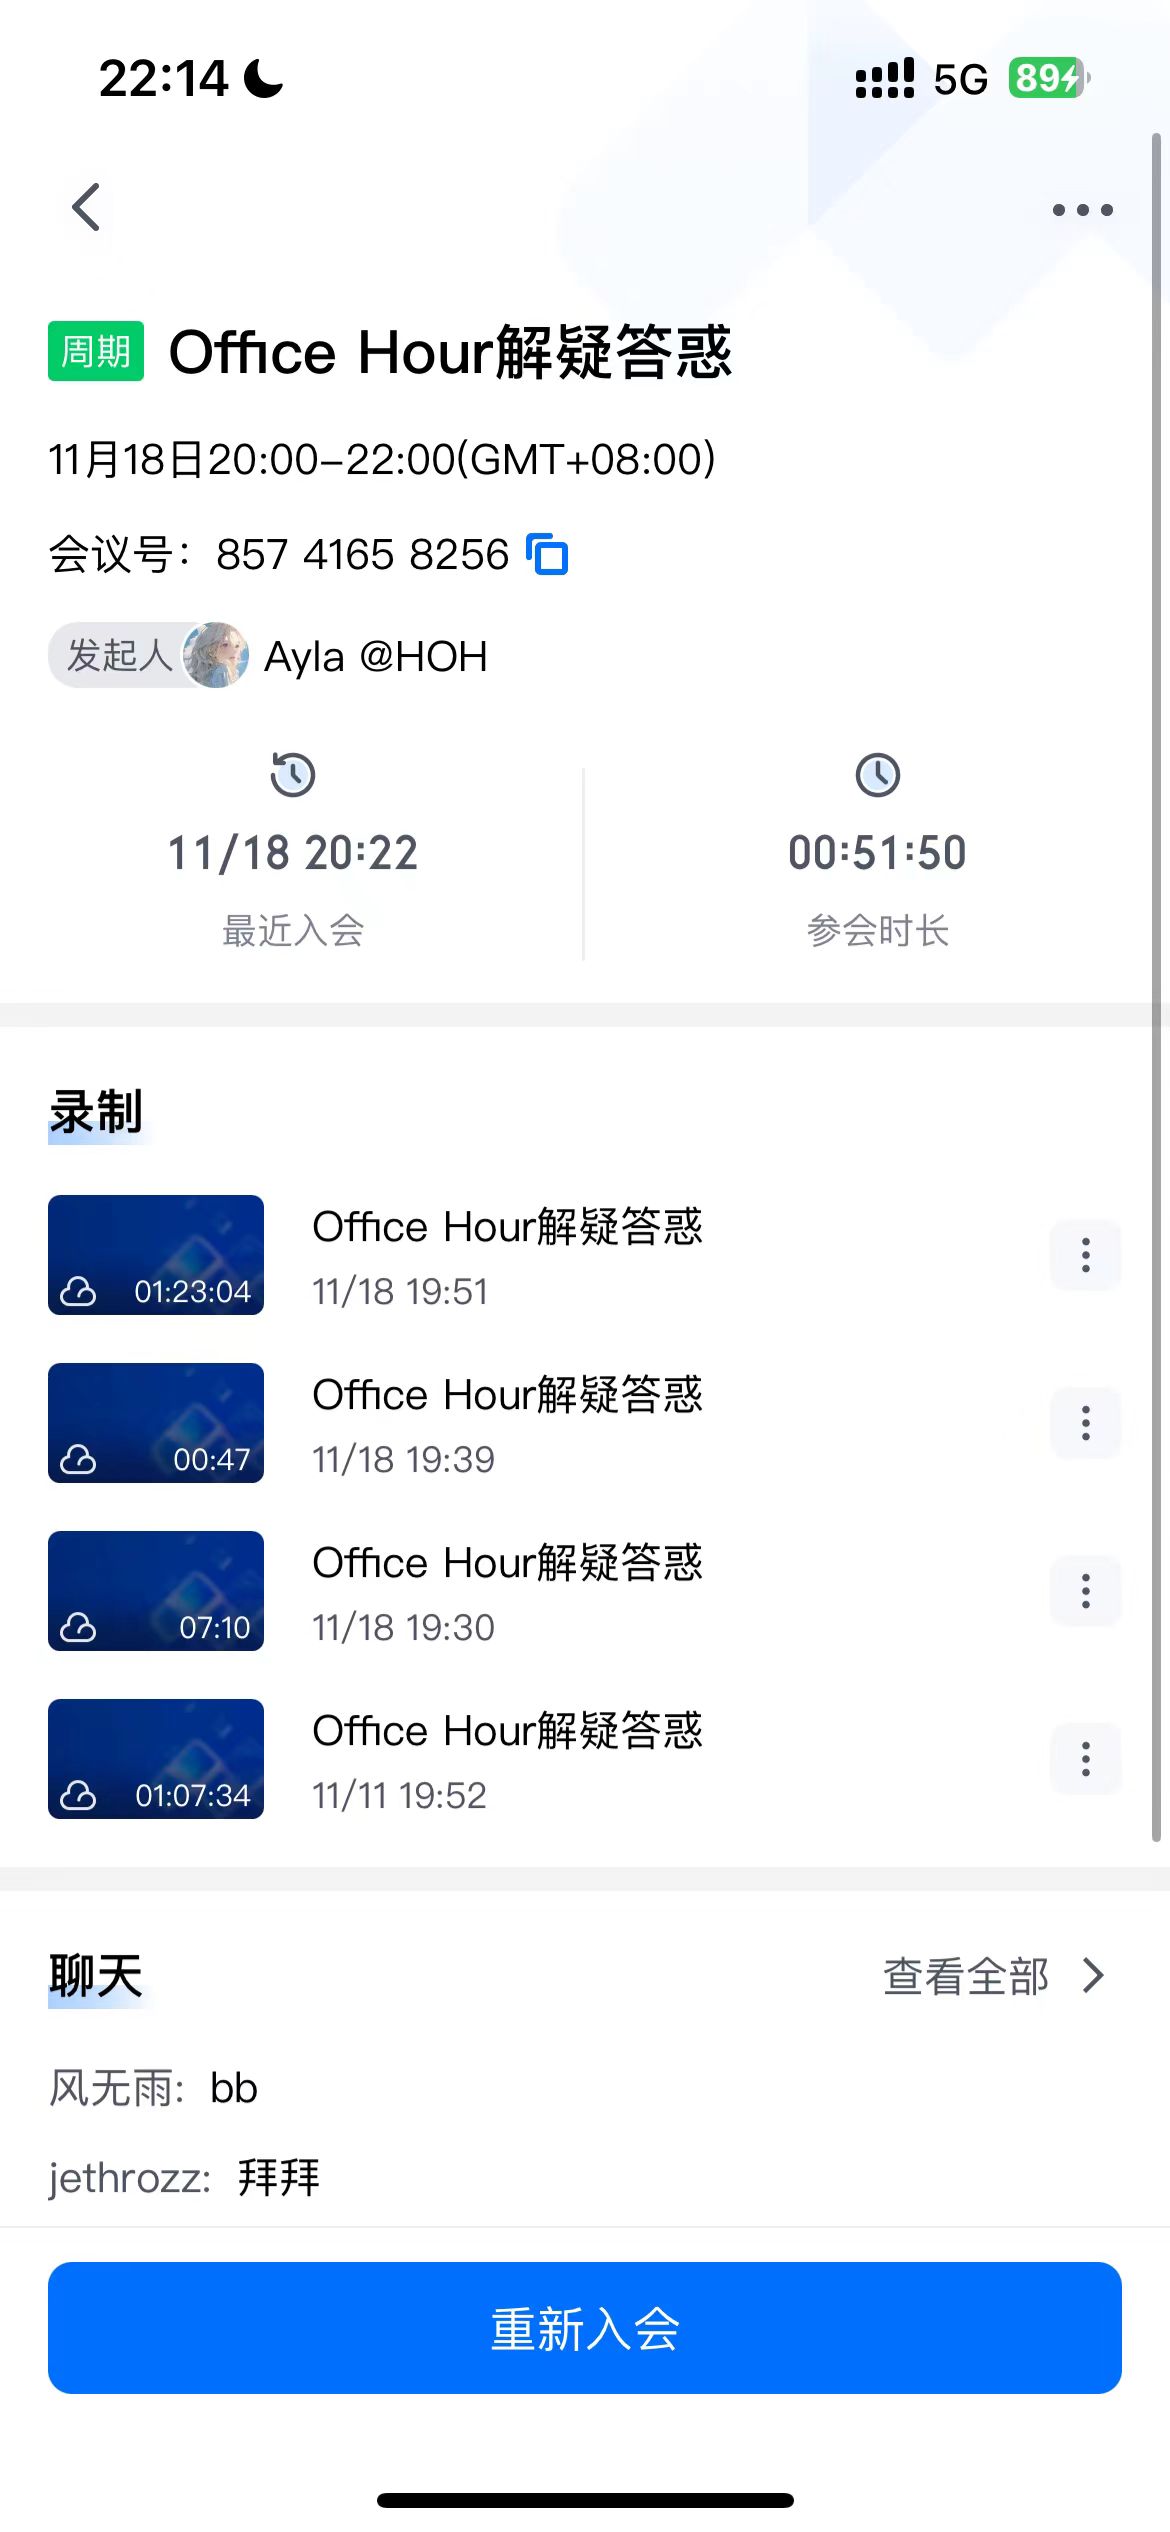 22:14
5G
89
周期
Office Hour解疑答惑
11月18日20:00-22:00(GMT+08:00)
会议号：857 4165 8256
发起人 Ayla @HOH
11/18 20:22
最近入会
00:51:50
参会时长
录制
01:23:04
Office Hour解疑答惑
11/18 19:51
00:47
Office Hour解疑答惑
11/18 19:39
07:10
Office Hour解疑答惑
11/18 19:30
01:07:34
Office Hour解疑答惑
11/11 19:52
聊天
查看全部
风无雨: bb
jethrozz: 拜拜
重新入会